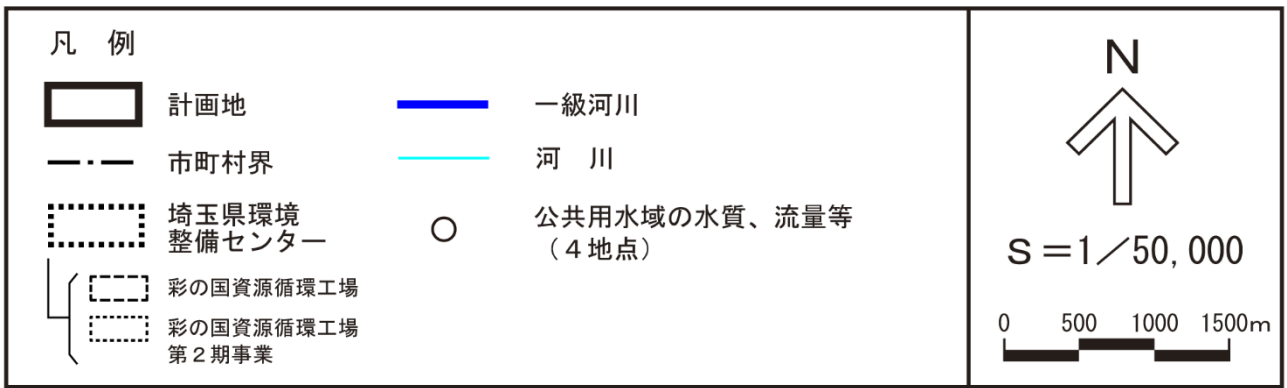 凡 例
計画地
市町村界
埼玉県環境
整備センター
彩の国資源循環工場
彩の国資源循環工場
第２期事業
一級河川
河 川
公共用水域の水質、流量等
（４地点）
N
S＝1／50,000
0 500 1000 1500m